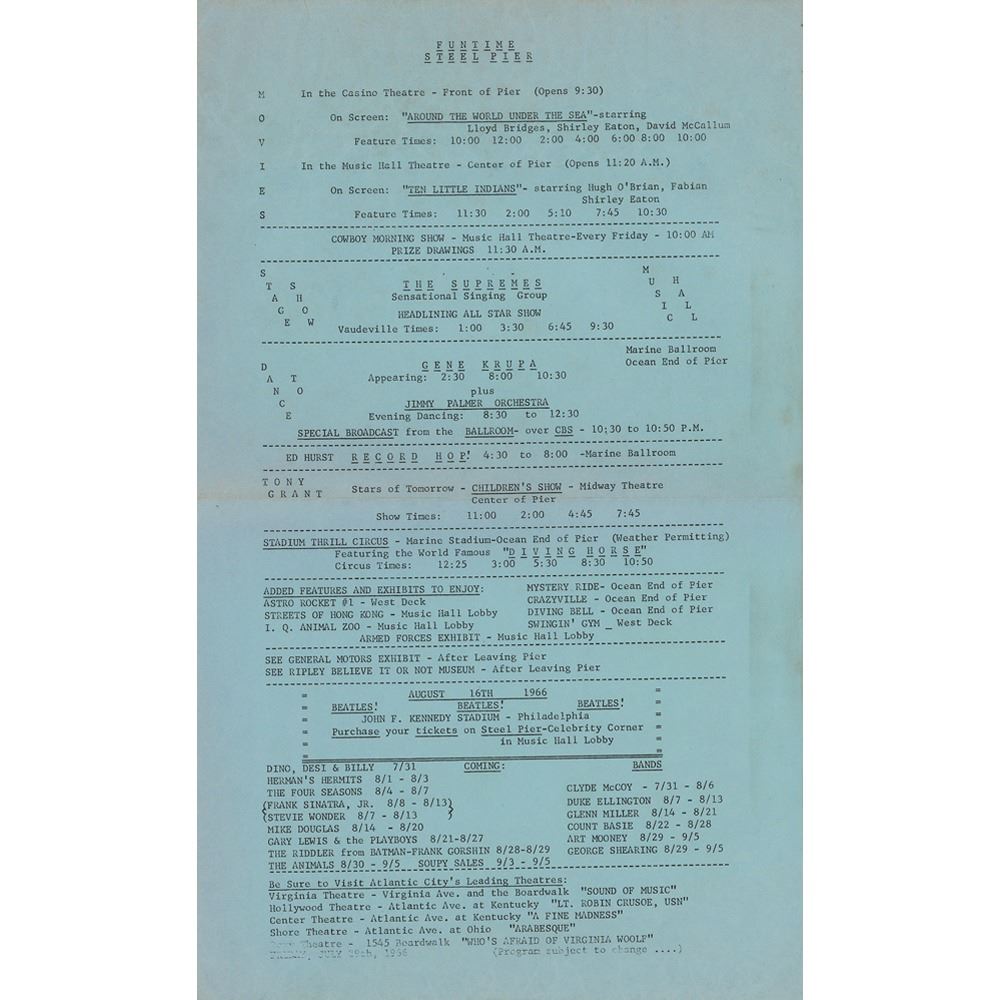 FUNTIME
STEEL PIER
M In the Casino Theatre - Front of Pier (Opens 9:30)
O On Screen: "AROUND THE WORLD UNDER THE SEA"-starring
Lloyd Bridges, Shirley Eaton, David McCallum
V Feature Times: 10:00 12:00 2:00 4:00 6:00 8:00 10:00
I In the Music Hall Theatre - Center of Pier (Opens 11:20 A.M.)
E On Screen: "TEN LITTLE INDIANS"- starring Hugh O'Brian, Fabian
Shirley Eaton
S Feature Times: 11:30 2:00 5:10 7:45 10:30
COWBOY MORNING SHOW - Music Hall Theatre-Every Friday - 10:00 AM
PRIZE DRAWINGS 11:30 A.M.
STAGE SHOW
THE SUPREMES
Sensational Singing Group
HEADLINING ALL STAR SHOW
Vaudeville Times: 1:00 3:30 6:45 9:30
MUSIC HALL
Marine Ballroom
Ocean End of Pier
DANCE TO
GENE KRUPA
Appearing: 2:30 8:00 10:30
plus
JIMMY PALMER ORCHESTRA
Evening Dancing: 8:30 to 12:30
SPECIAL BROADCAST from the BALLROOM- over CBS - 10;30 to 10:50 P.M.
ED HURST RECORD HOP! 4:30 to 8:00 -Marine Ballroom
TONY GRANT
Stars of Tomorrow - CHILDREN'S SHOW - Midway Theatre
Center of Pier
Show Times: 11:00 2:00 4:45 7:45
STADIUM THRILL CIRCUS - Marine Stadium-Ocean End of Pier (Weather Permitting)
Featuring the World Famous "DIVING HORSE"
Circus Times: 12:25 3:00 5:30 8:30 10:50
ADDED FEATURES AND EXHIBITS TO ENJOY: MYSTERY RIDE- Ocean End of Pier
ASTRO ROCKET #1 - West Deck CRAZYVILLE - Ocean End of Pier
STREETS OF HONG KONG - Music Hall Lobby DIVING BELL - Ocean End of Pier
I. Q. ANIMAL ZOO - Music Hall Lobby SWINGIN' GYM _ West Deck
ARMED FORCES EXHIBIT - Music Hall Lobby
SEE GENERAL MOTORS EXHIBIT - After Leaving Pier
SEE RIPLEY BELIEVE IT OR NOT MUSEUM - After Leaving Pier
AUGUST 16TH 1966
BEATLES! BEATLES! BEATLES!
JOHN F. KENNEDY STADIUM - Philadelphia
Purchase your tickets on Steel Pier-Celebrity Corner
in Music Hall Lobby
DINO, DESI & BILLY 7/31 COMING: BANDS
HERMAN'S HERMITS 8/1 - 8/3
THE FOUR SEASONS 8/4 - 8/7 CLYDE McCOY - 7/31 - 8/6
(FRANK SINATRA, JR. 8/8 - 8/13) DUKE ELLINGTON 8/7 - 8/13
(STEVIE WONDER 8/7 - 8/13 ) GLENN MILLER 8/14 - 8/21
MIKE DOUGLAS 8/14 - 8/20 COUNT BASIE 8/22 - 8/28
GARY LEWIS & the PLAYBOYS 8/21-8/27 ART MOONEY 8/29 - 9/5
THE RIDDLER from BATMAN-FRANK GORSHIN 8/28-8/29 GEORGE SHEARING 8/29 - 9/5
THE ANIMALS 8/30 - 9/5 SOUPY SALES 9/3 - 9/5
Be Sure to Visit Atlantic City's Leading Theatres:
Virginia Theatre - Virginia Ave. and the Boardwalk "SOUND OF MUSIC"
Hollywood Theatre - Atlantic Ave. at Kentucky "LT. ROBIN CRUSOE, USN"
Center Theatre - Atlantic Ave. at Kentucky "A FINE MADNESS"
Shore Theatre - Atlantic Ave. at Ohio "ARABESQUE"
Theatre - 1545 Boardwalk "WHO'S AFRAID OF VIRGINIA WOOLF"
FRIDAY, JULY 29th, 1966 (Program subject to change ....)